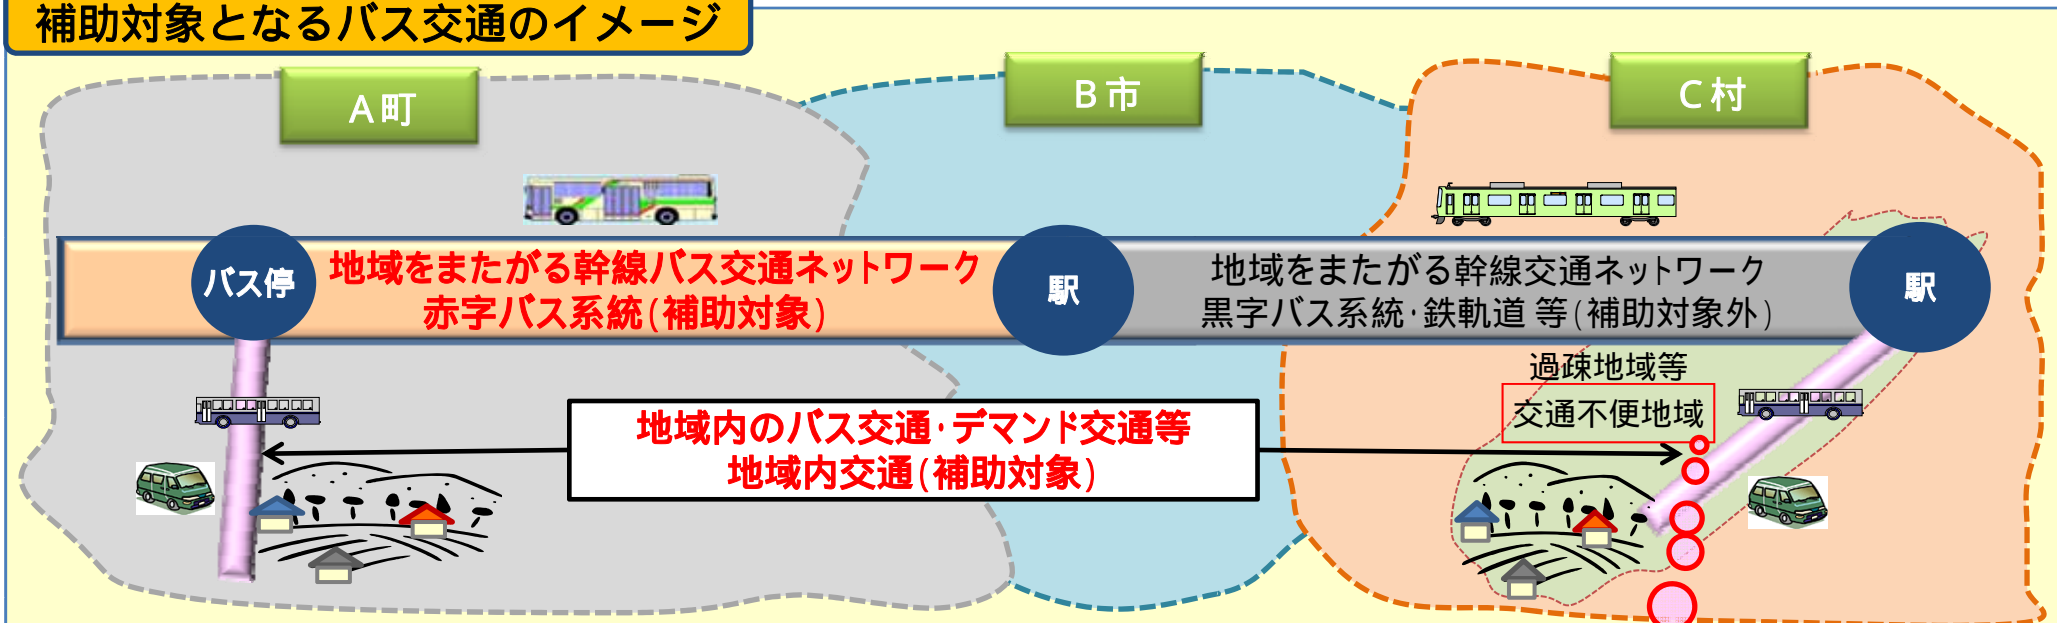 補助対象となるバス交通のイメージ
A町
B市
C村
バス停
地域をまたがる幹線バス交通ネットワーク
赤字バス系統(補助対象)
駅
地域をまたがる幹線交通ネットワーク
黒字バス系統・鉄軌道 等(補助対象外)
駅
過疎地域等
交通不便地域
地域内のバス交通・デマンド交通等
地域内交通(補助対象)